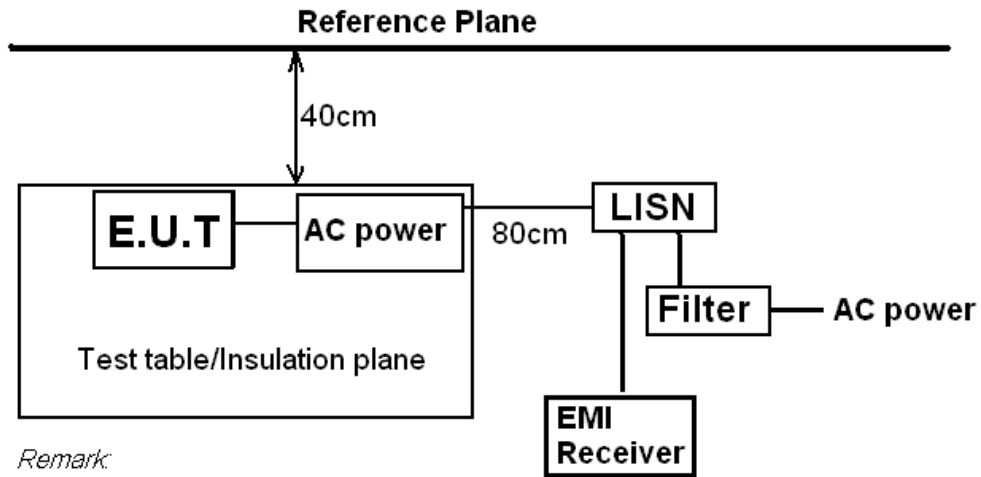 Reference Plane
40cm
E.U.T
AC power
80cm
LISN
Filter
AC power
Test table/Insulation plane
EMI
Receiver
Remark: